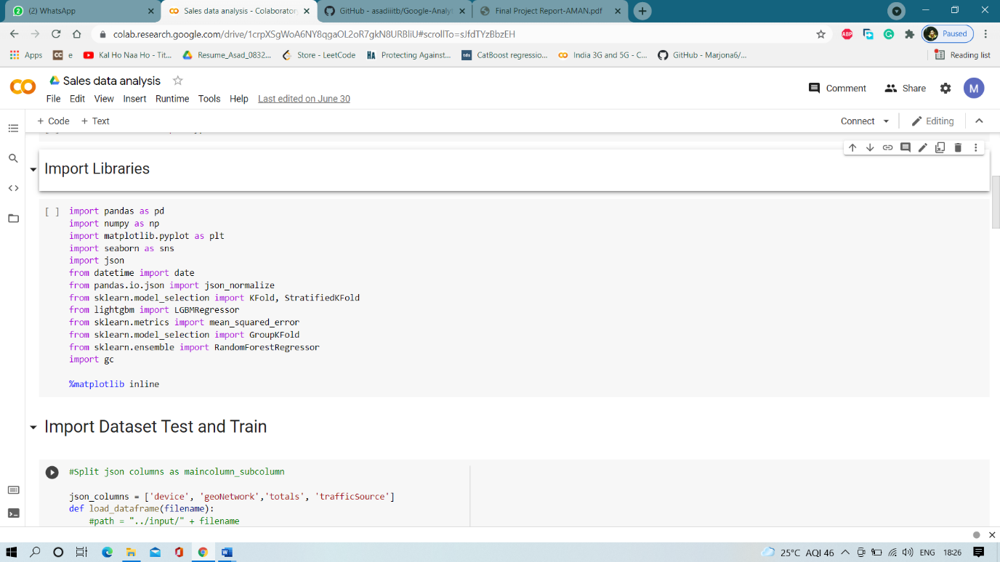 (2) WhatsApp
Sales data analysis - Colaborator
GitHub - asadiiitb/Google-Analyt
Final Project Report-AMAN.pdf
colab.research.google.com/drive/1crpXSgWoA6NY8qgaOL2oR7gkN8URBliU#scrollTo=sJfdTYzBbzEH
ABP
Paused
Apps
CC e
Kal Ho Naa Ho - Tit...
Resume_Asad_0832...
Store - LeetCode
HA Protecting Against...
tds CatBoost regressio...
India 3G and 5G - C...
GitHub - Marjona6/...
Reading list
Sales data analysis
File Edit View Insert Runtime Tools Help Last edited on June 30
Comment
Share
M
+ Code + Text
Connect
Editing
Import Libraries
[ ] import pandas as pd
import numpy as np
import matplotlib.pyplot as plt
import seaborn as sns
import json
from datetime import date
from pandas.io.json import json_normalize
from sklearn.model_selection import KFold, StratifiedKFold
from lightgbm import LGBMRegressor
from sklearn.metrics import mean_squared_error
from sklearn.model_selection import GroupKFold
from sklearn.ensemble import RandomForestRegressor
import gc
%matplotlib inline
Import Dataset Test and Train
#Split json columns as maincolumn_subcolumn
json_columns = ['device', 'geoNetwork','totals', 'trafficSource']
def load_dataframe(filename):
#path = "../input/" + filename
25°C AQI 46
ENG
18:26